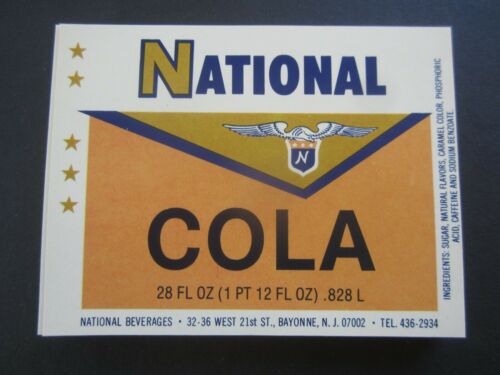 NATIONAL
N
COLA
28 FL OZ (1 PT 12 FL OZ) .828 L
NATIONAL BEVERAGES • 32-36 WEST 21st ST., BAYONNE, N. J. 07002 • TEL. 436-2934
INGREDIENTS: SUGAR, NATURAL FLAVORS, CARAMEL COLOR, PHOSPHORIC
ACID, CAFFEINE AND SODIUM BENZOATE